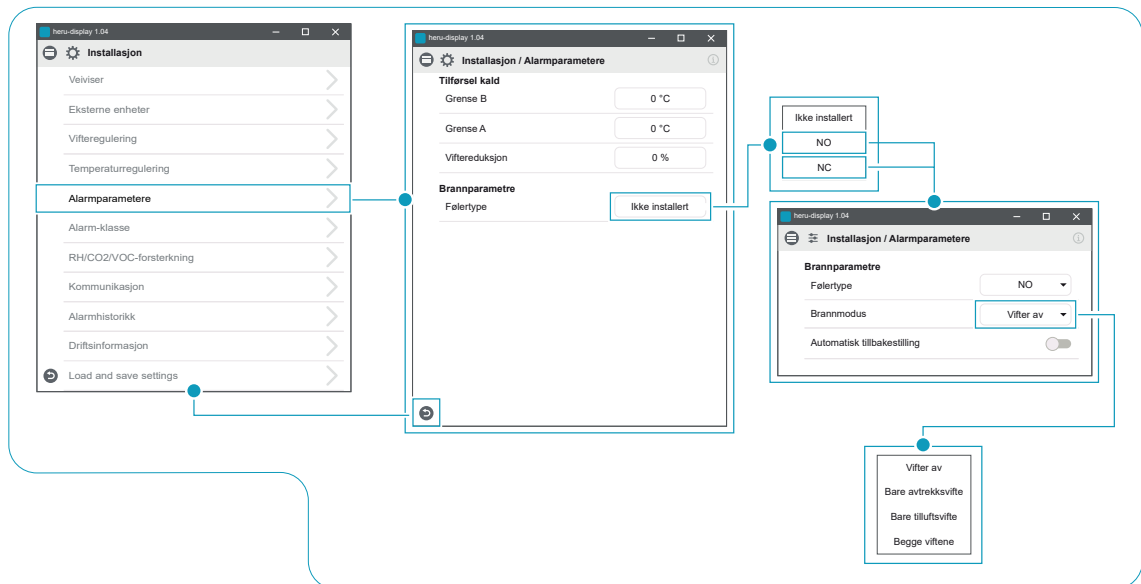 heru-display 1.04
Installasjon
Veiviser
Eksterne enheter
Vifteregulering
Temperaturregulering
Alarmparametere
Alarm-klasse
RH/CO2/VOC-forsterkning
Kommunikasjon
Alarmhistorikk
Driftsinformasjon
Load and save settings
heru-display 1.04
Installasjon / Alarmparametere
Tilførsel kald
Grense B 0 °C
Grense A 0 °C
Viftereduksjon 0 %
Brannparametre
Følertype Ikke installert
Ikke installert
NO
NC
heru-display 1.04
Installasjon / Alarmparametere
Brannparametre
Følertype NO
Brannmodus Vifter av
Automatisk tillbakestilling
Vifter av
Bare avtrekksvifte
Bare tilluftsvifte
Begge viftene